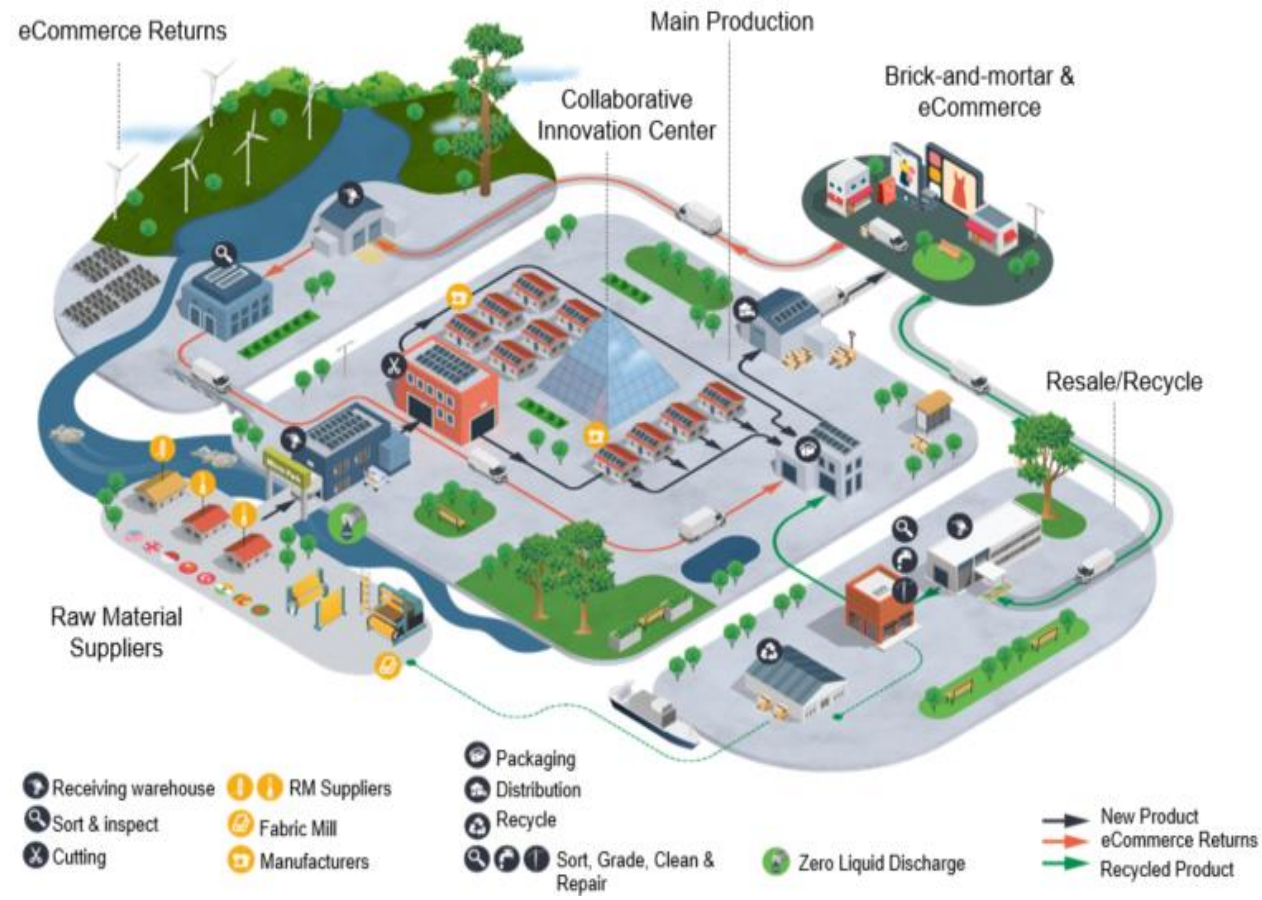 eCommerce Returns
Main Production
Brick-and-mortar &
eCommerce
Collaborative
Innovation Center
Resale/Recycle
Raw Material
Suppliers
Receiving warehouse
Sort & inspect
Cutting
RM Suppliers
Fabric Mill
Manufacturers
Packaging
Distribution
Recycle
Sort, Grade, Clean &
Repair
Zero Liquid Discharge
New Product
eCommerce Returns
Recycled Product